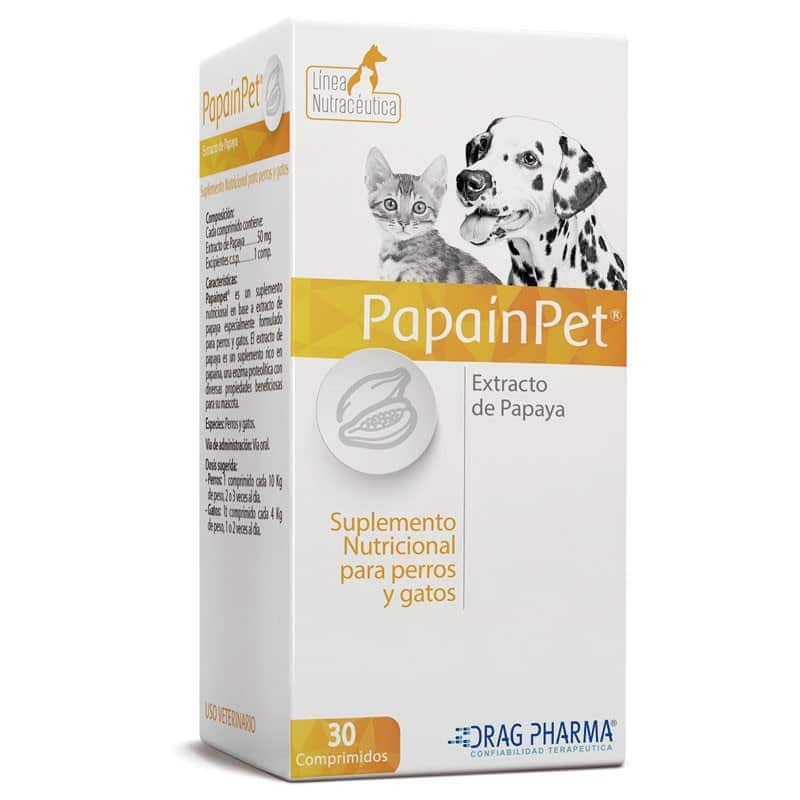 PapaínPet®
Extracto de Papaya
Suplemento Nutricional para perros y gatos
Composición:
Cada comprimido contiene:
Extracto de Papaya........50 mg
Excipientes c.s.p........1 comp.
Características:
Papaínpet® es un suplemento
nutricional en base a extracto de
papaya especialmente formulado
para perros y gatos. El extracto de
papaya es un suplemento rico en
papaína, una enzima proteolítica con
diversas propiedades beneficiosas
para su mascota.
Especies: Perros y gatos.
Vía de administración: Vía oral.
Dosis sugerida:
- Perros: 1 comprimido cada 10 Kg
de peso, 2 o 3 veces al día.
- Gatos: 1 comprimido cada 4 Kg
de peso, 1 o 2 veces al día.
USO VETERINARIO
Línea
Nutracéutica
PapaínPet®
Extracto
de Papaya
Suplemento
Nutricional
para perros
y gatos
30
Comprimidos
DRAG PHARMA®
CONFIABILIDAD TERAPEUTICA